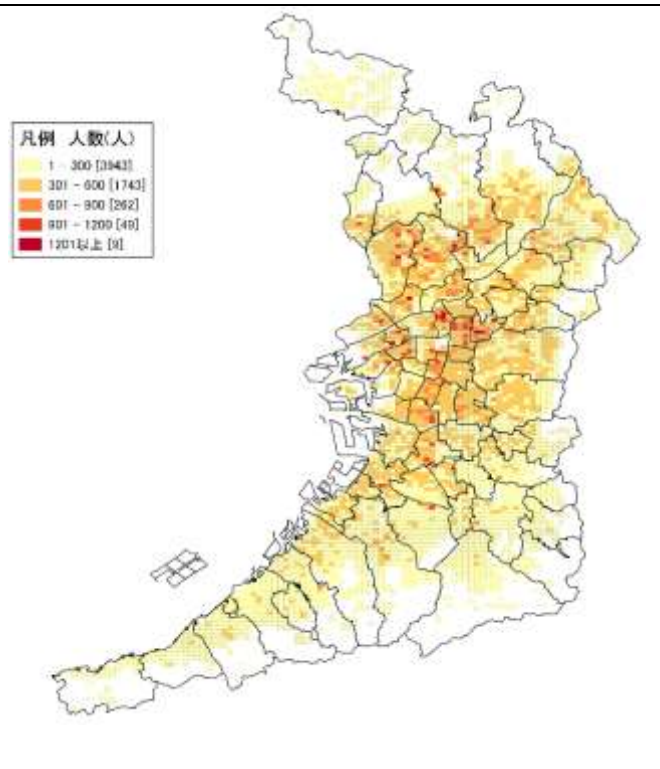 凡例 人数(人)
1 - 300 [3943]
301 - 600 [1743]
601 - 900 [262]
901 - 1200 [49]
1201以上 [9]